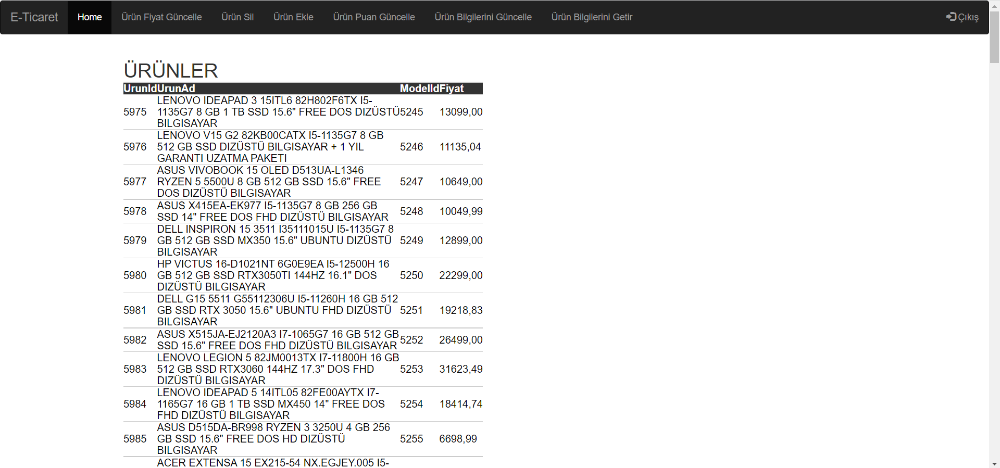 E-Ticaret Home Ürün Fiyat Güncelle Ürün Sil Ürün Ekle Ürün Puan Güncelle Ürün Bilgilerini Güncelle Ürün Bilgilerini Getir Çıkış
ÜRÜNLER
UrunId UrunAd ModelId Fiyat
LENOVO IDEAPAD 3 15ITL6 82H802F6TX I5-
5975 1135G7 8 GB 1 TB SSD 15.6" FREE DOS DIZÜSTÜ 5245 13099,00
BILGISAYAR
LENOVO V15 G2 82KB00CATX I5-1135G7 8 GB
5976 512 GB SSD DIZÜSTÜ BILGISAYAR + 1 YIL 5246 11135,04
GARANTI UZATMA PAKETI
ASUS VIVOBOOK 15 OLED D513UA-L1346
5977 RYZEN 5 5500U 8 GB 512 GB SSD 15.6" FREE 5247 10649,00
DOS DIZÜSTÜ BILGISAYAR
5978 ASUS X415EA-EK977 I5-1135G7 8 GB 256 GB 5248 10049,99
SSD 14" FREE DOS FHD DIZÜSTÜ BILGISAYAR
DELL INSPIRON 15 3511 I35111015U I5-1135G7 8
5979 GB 512 GB SSD MX350 15.6" UBUNTU DIZÜSTÜ 5249 12899,00
BILGISAYAR
HP VICTUS 16-D1021NT 6G0E9EA I5-12500H 16
5980 GB 512 GB SSD RTX3050TI 144HZ 16.1" DOS 5250 22299,00
DIZÜSTÜ BILGISAYAR
DELL G15 5511 G55112306U I5-11260H 16 GB 512
5981 GB SSD RTX 3050 15.6" UBUNTU FHD DIZÜSTÜ 5251 19218,83
BILGISAYAR
5982 ASUS X515JA-EJ2120A3 I7-1065G7 16 GB 512 GB 5252 26499,00
SSD 15.6" FREE DOS FHD DIZÜSTÜ BILGISAYAR
LENOVO LEGION 5 82JM0013TX I7-11800H 16 GB
5983 512 GB SSD RTX3060 144HZ 17.3" DOS FHD 5253 31623,49
DIZÜSTÜ BILGISAYAR
LENOVO IDEAPAD 5 14ITL05 82FE00AYTX I7-
5984 1165G7 16 GB 1 TB SSD MX450 14" FREE DOS 5254 18414,74
FHD DIZÜSTÜ BILGISAYAR
ASUS D515DA-BR998 RYZEN 3 3250U 4 GB 256
5985 GB SSD 15.6" FREE DOS HD DIZÜSTÜ 5255 6698,99
BILGISAYAR
ACER EXTENSA 15 EX215-54 NX.EGJEY.005 I5-